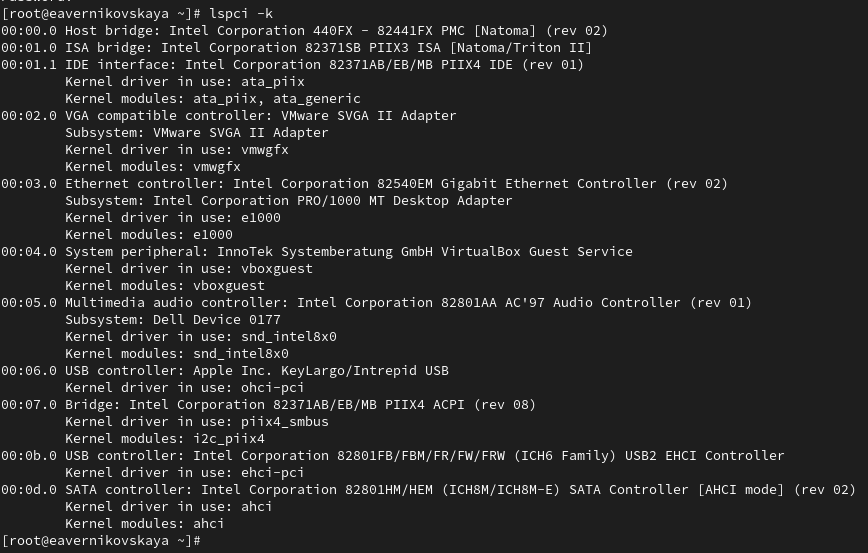 [root@eavernikovskaya ~]# lspci -k
00:00.0 Host bridge: Intel Corporation 440FX - 82441FX PMC [Natoma] (rev 02)
00:01.0 ISA bridge: Intel Corporation 82371SB PIIX3 ISA [Natoma/Triton II]
00:01.1 IDE interface: Intel Corporation 82371AB/EB/MB PIIX4 IDE (rev 01)
        Kernel driver in use: ata_piix
        Kernel modules: ata_piix, ata_generic
00:02.0 VGA compatible controller: VMware SVGA II Adapter
        Subsystem: VMware SVGA II Adapter
        Kernel driver in use: vmwgfx
        Kernel modules: vmwgfx
00:03.0 Ethernet controller: Intel Corporation 82540EM Gigabit Ethernet Controller (rev 02)
        Subsystem: Intel Corporation PRO/1000 MT Desktop Adapter
        Kernel driver in use: e1000
        Kernel modules: e1000
00:04.0 System peripheral: InnoTek Systemberatung GmbH VirtualBox Guest Service
        Kernel driver in use: vboxguest
        Kernel modules: vboxguest
00:05.0 Multimedia audio controller: Intel Corporation 82801AA AC'97 Audio Controller (rev 01)
        Subsystem: Dell Device 0177
        Kernel driver in use: snd_intel8x0
        Kernel modules: snd_intel8x0
00:06.0 USB controller: Apple Inc. KeyLargo/Intrepid USB
        Kernel driver in use: ohci-pci
00:07.0 Bridge: Intel Corporation 82371AB/EB/MB PIIX4 ACPI (rev 08)
        Kernel driver in use: piix4_smbus
        Kernel modules: i2c_piix4
00:0b.0 USB controller: Intel Corporation 82801FB/FBM/FR/FW/FRW (ICH6 Family) USB2 EHCI Controller
        Kernel driver in use: ehci-pci
00:0d.0 SATA controller: Intel Corporation 82801HM/HEM (ICH8M/ICH8M-E) SATA Controller [AHCI mode] (rev 02)
        Kernel driver in use: ahci
        Kernel modules: ahci
[root@eavernikovskaya ~]#